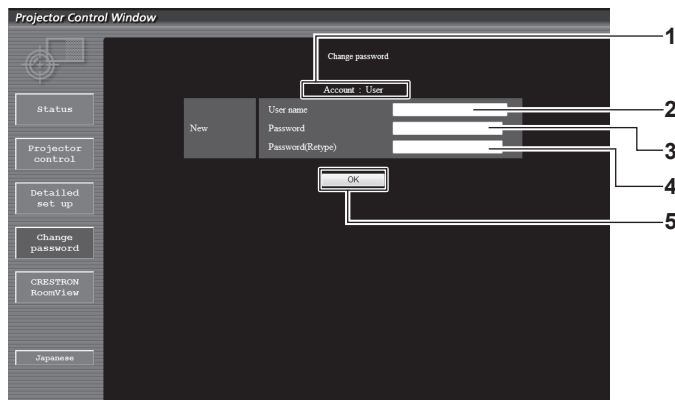 Projector Control Window
1
Change password
Account : User
Status
User name
2
New
Password
3
Projector
control
Password(Retype)
4
OK
5
Detailed
set up
Change
password
CRESTRON
RoomView
Japanese